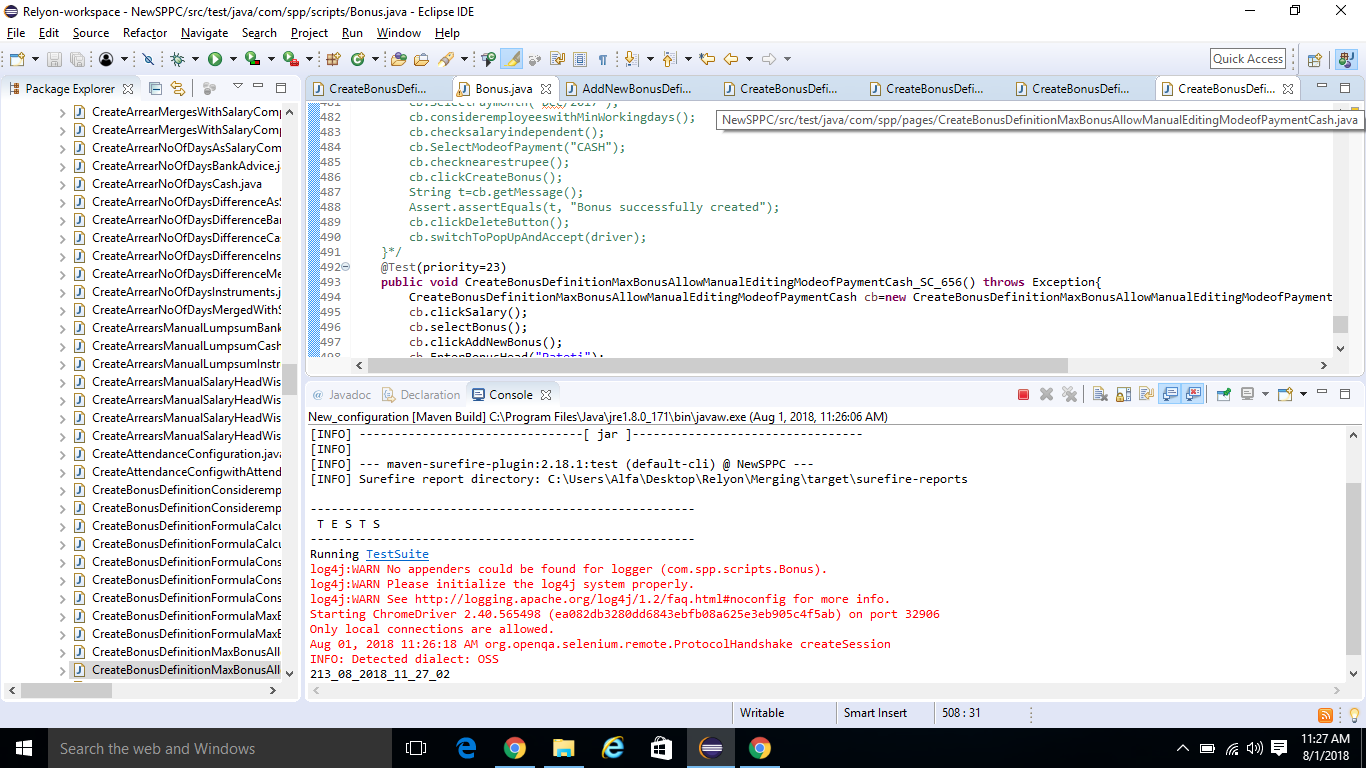 Relyon-workspace - NewSPPC/src/test/java/com/spp/scripts/Bonus.java - Eclipse IDE
File Edit Source Refactor Navigate Search Project Run Window Help
Quick Access
Package Explorer
CreateArrearMergesWithSalaryComp
CreateArrearMergesWithSalaryComp
CreateArrearNoOfDaysAsSalaryCom
CreateArrearNoOfDaysBankAdvice.j
CreateArrearNoOfDaysCash.java
CreateArrearNoOfDaysDifferenceAs
CreateArrearNoOfDaysDifferenceBa
CreateArrearNoOfDaysDifferenceCa
CreateArrearNoOfDaysDifferenceIns
CreateArrearNoOfDaysDifferenceMe
CreateArrearNoOfDaysInstruments.j
CreateArrearNoOfDaysMergedWithS
CreateArrearsManualLumpsumBank
CreateArrearsManualLumpsumCash
CreateArrearsManualLumpsumInstr
CreateArrearsManualSalaryHeadWis
CreateArrearsManualSalaryHeadWis
CreateArrearsManualSalaryHeadWis
CreateArrearsManualSalaryHeadWis
CreateAttendanceConfiguration.java
CreateAttendanceConfigwithAttend
CreateBonusDefinitionConsideremp
CreateBonusDefinitionConsideremp
CreateBonusDefinitionFormulaCalcu
CreateBonusDefinitionFormulaCalcu
CreateBonusDefinitionFormulaCons
CreateBonusDefinitionFormulaCons
CreateBonusDefinitionFormulaCons
CreateBonusDefinitionFormulaMaxB
CreateBonusDefinitionFormulaMaxB
CreateBonusDefinitionMaxBonusAll
CreateBonusDefinitionMaxBonusAll
CreateBonusDefi... Bonus.java AddNewBonusDefi... CreateBonusDefi... CreateBonusDefi... CreateBonusDefi... CreateBonusDefi...
NewSPPC/src/test/java/com/spp/pages/CreateBonusDefinitionMaxBonusAllowManualEditingModeofPaymentCash.java
481 cb.SelectPaymonth("Dec/2017");
482 cb.consideremployeeswithMinWorkingdays();
483 cb.checksalaryindependent();
484 cb.SelectModeofPayment("CASH");
485 cb.checknearestrupee();
486 cb.clickCreateBonus();
487 String t=cb.getMessage();
488 Assert.assertEquals(t, "Bonus successfully created");
489 cb.clickDeleteButton();
490 cb.switchToPopUpAndAccept(driver);
491 }*/
492 @Test(priority=23)
493 public void CreateBonusDefinitionMaxBonusAllowManualEditingModeofPaymentCash_SC_656() throws Exception{
494 CreateBonusDefinitionMaxBonusAllowManualEditingModeofPaymentCash cb=new CreateBonusDefinitionMaxBonusAllowManualEditingModeofPayment
495 cb.clickSalary();
496 cb.selectBonus();
497 cb.clickAddNewBonus();
498 cb.EnterBonusHead("Pateti");
@ Javadoc Declaration Console
New_configuration [Maven Build] C:\Program Files\Java\jre1.8.0_171\bin\javaw.exe (Aug 1, 2018, 11:26:06 AM)
[INFO] --------------------------------[ jar ]---------------------------------
[INFO]
[INFO] --- maven-surefire-plugin:2.18.1:test (default-cli) @ NewSPPC ---
[INFO] Surefire report directory: C:\Users\Alfa\Desktop\Relyon\Merging\target\surefire-reports
-------------------------------------------------------
T E S T S
-------------------------------------------------------
Running TestSuite
log4j:WARN No appenders could be found for logger (com.spp.scripts.Bonus).
log4j:WARN Please initialize the log4j system properly.
log4j:WARN See http://logging.apache.org/log4j/1.2/faq.html#noconfig for more info.
Starting ChromeDriver 2.40.565498 (ea082db3280dd6843ebfb08a625e3eb905c4f5ab) on port 32906
Only local connections are allowed.
Aug 01, 2018 11:26:18 AM org.openqa.selenium.remote.ProtocolHandshake createSession
INFO: Detected dialect: OSS
213_08_2018_11_27_02
Writable Smart Insert 508 : 31
Search the web and Windows
11:27 AM
8/1/2018